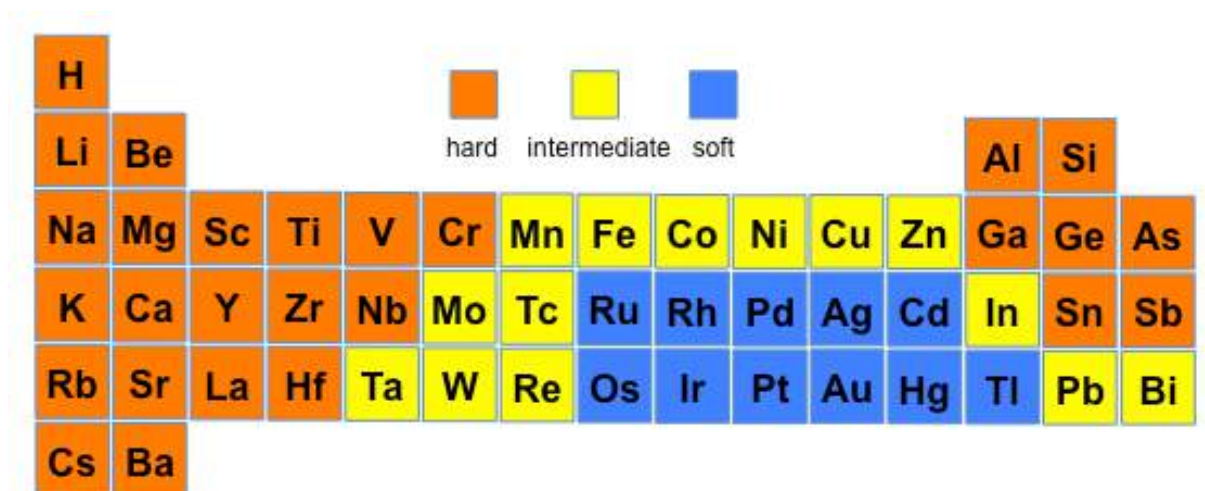 H
Li Be hard intermediate soft Al Si
Na Mg Sc Ti V Cr Mn Fe Co Ni Cu Zn Ga Ge As
K Ca Y Zr Nb Mo Tc Ru Rh Pd Ag Cd In Sn Sb
Rb Sr La Hf Ta W Re Os Ir Pt Au Hg Tl Pb Bi
Cs Ba